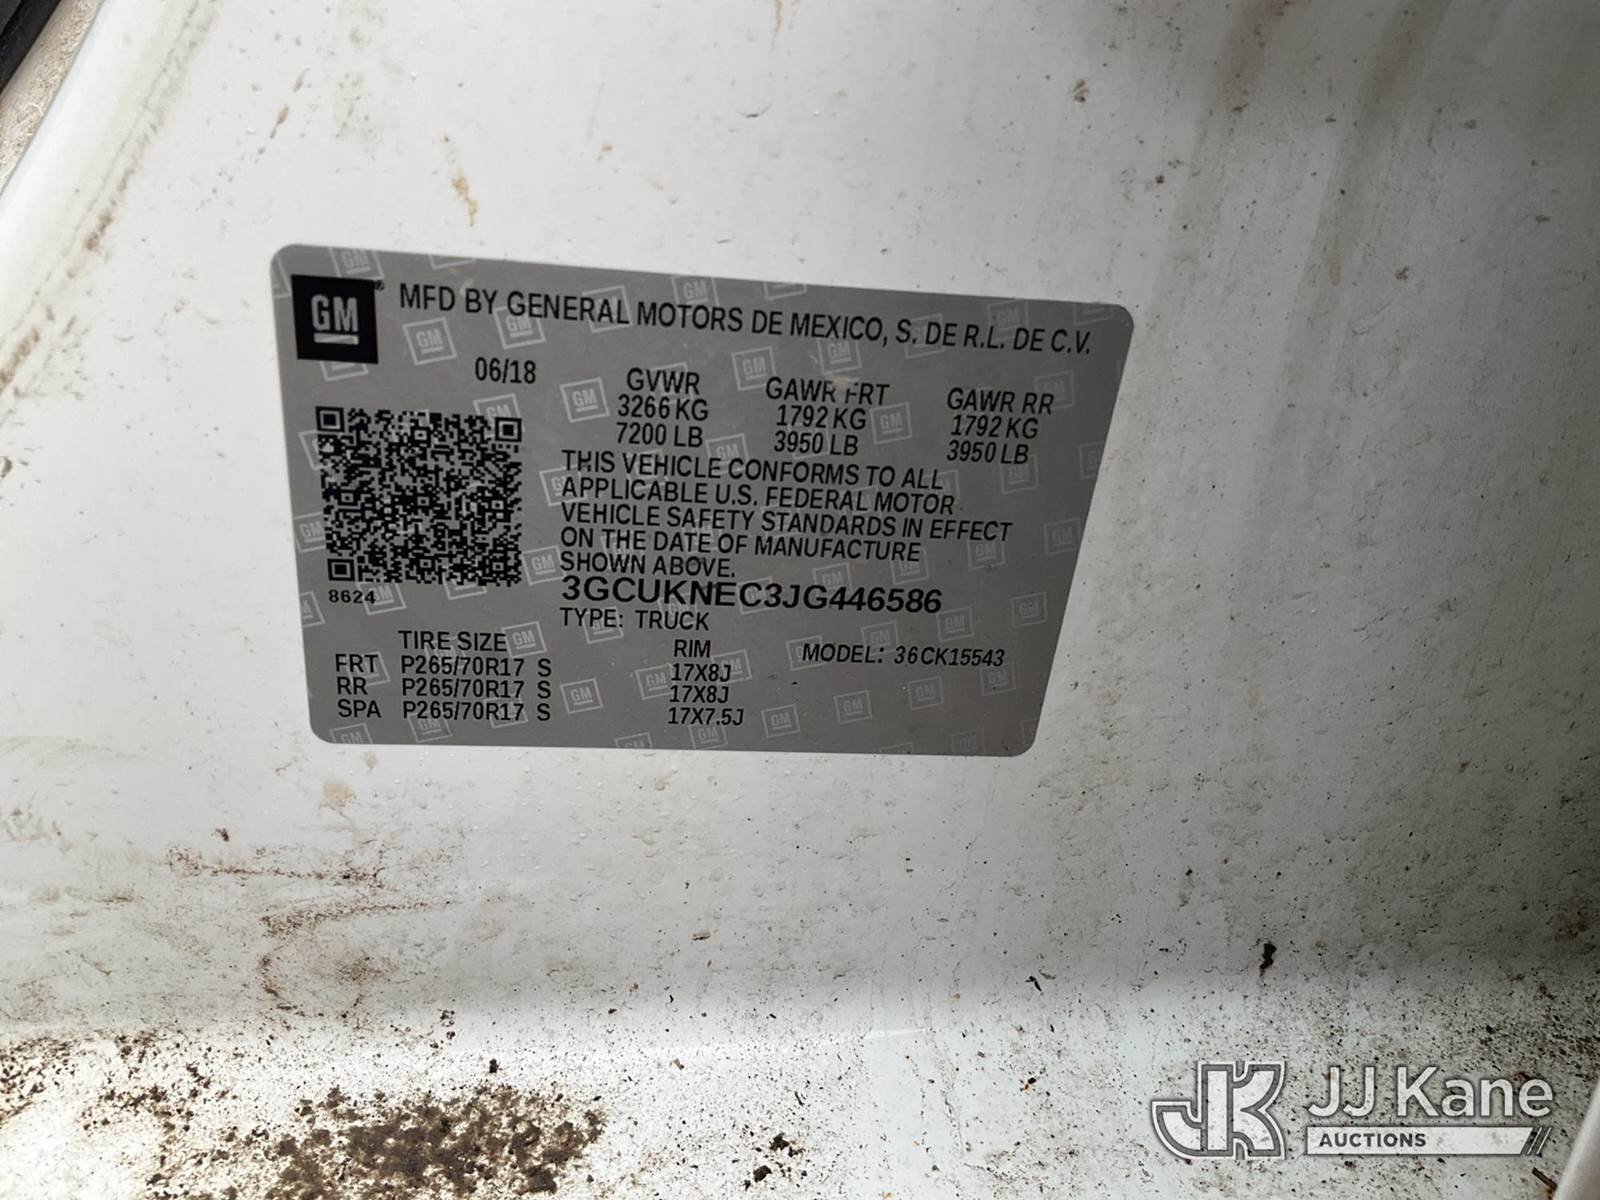 GM® MFD BY GENERAL MOTORS DE MEXICO, S. DE R.L. DE C.V.
06/18
GVWR GAWR FRT GAWR RR
3266 KG 1792 KG 1792 KG
7200 LB 3950 LB 3950 LB
THIS VEHICLE CONFORMS TO ALL
APPLICABLE U.S. FEDERAL MOTOR
VEHICLE SAFETY STANDARDS IN EFFECT
ON THE DATE OF MANUFACTURE
SHOWN ABOVE.
8624
3GCUKNEC3JG446586
TYPE: TRUCK
TIRE SIZE RIM MODEL: 36CK15543
FRT P265/70R17 S 17X8J
RR P265/70R17 S 17X8J
SPA P265/70R17 S 17X7.5J
JK JJ Kane
AUCTIONS